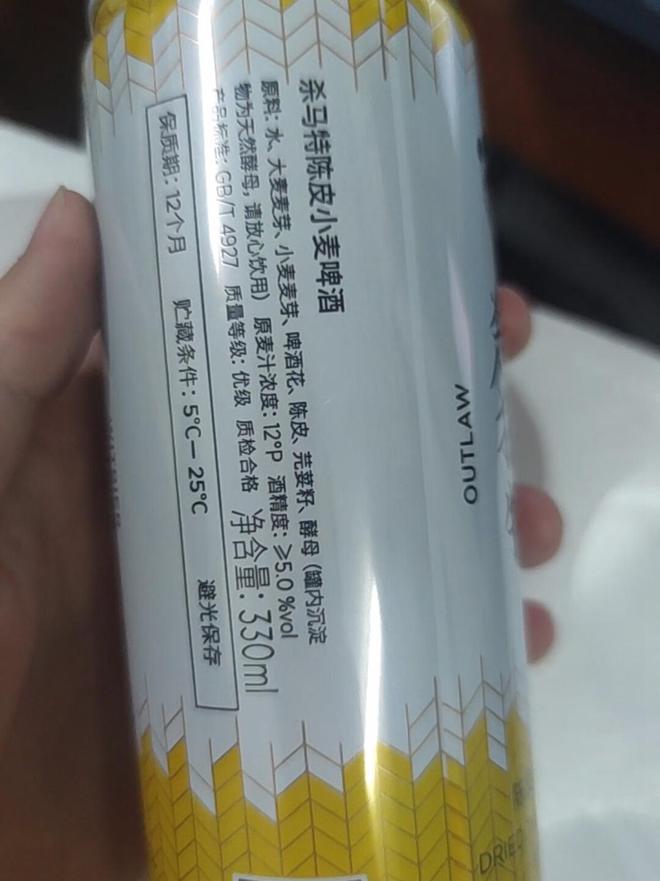 杀马特陈皮小麦啤酒
原料: 水、大麦麦芽、小麦麦芽、啤酒花、陈皮、芫荽籽、酵母 (罐内沉淀
物为天然酵母, 请放心饮用) 原麦汁浓度: 12°P 酒精度: ≥5.0 %vol
产品标准: GB/T 4927 质量等级: 优级 质检合格 净含量: 330ml
保质期: 12个月 贮藏条件: 5℃－25℃ 避光保存
OUTLAW